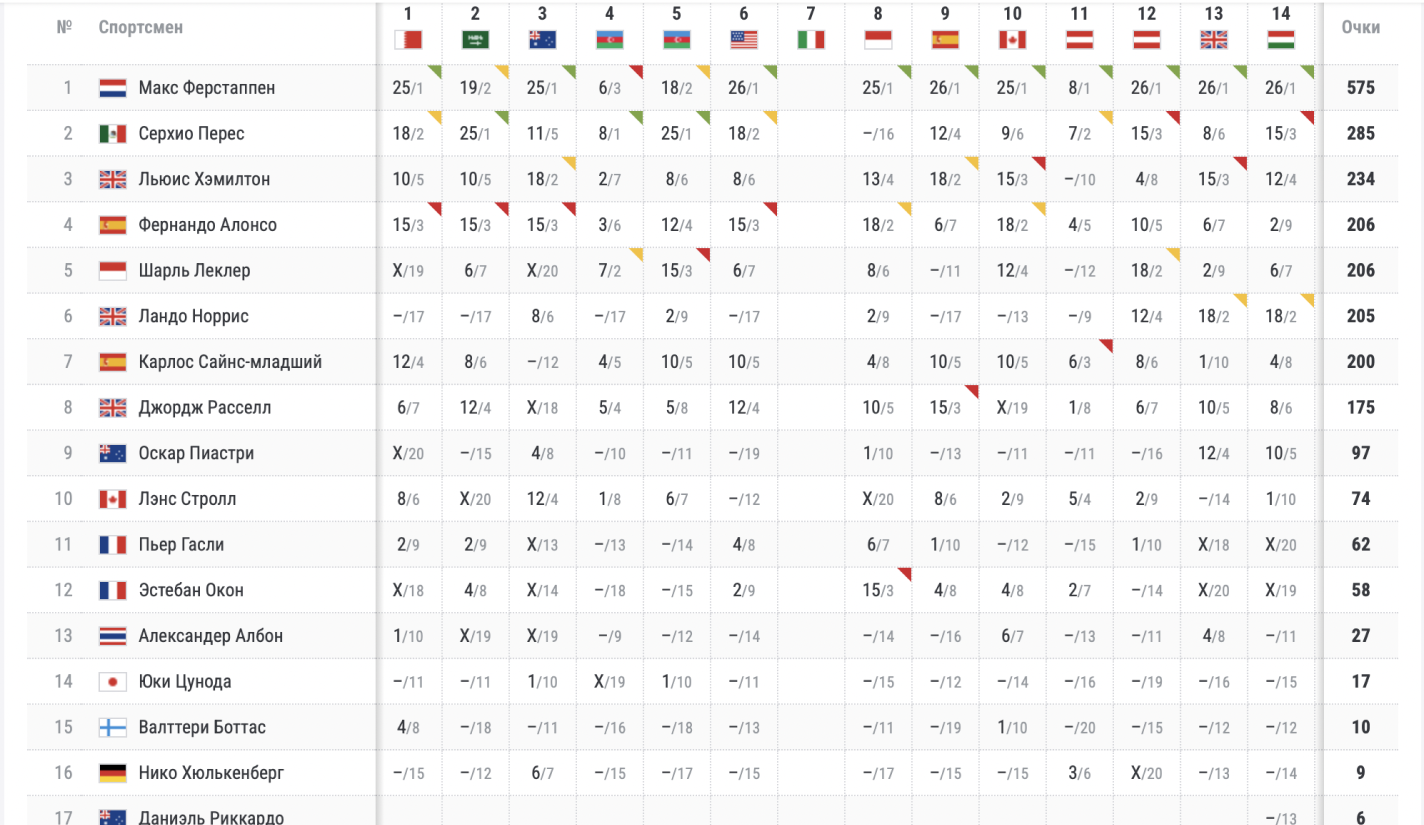 № Спортсмен 1 2 3 4 5 6 7 8 9 10 11 12 13 14 Очки
1 Макс Ферстаппен 25/1 19/2 25/1 6/3 18/2 26/1 25/1 26/1 25/1 8/1 26/1 26/1 26/1 575
2 Серхио Перес 18/2 25/1 11/5 8/1 25/1 18/2 –/16 12/4 9/6 7/2 15/3 8/6 15/3 285
3 Льюис Хэмилтон 10/5 10/5 18/2 2/7 8/6 8/6 13/4 18/2 15/3 –/10 4/8 15/3 12/4 234
4 Фернандо Алонсо 15/3 15/3 15/3 3/6 12/4 15/3 18/2 6/7 18/2 4/5 10/5 6/7 2/9 206
5 Шарль Леклер X/19 6/7 X/20 7/2 15/3 6/7 8/6 –/11 12/4 –/12 18/2 2/9 6/7 206
6 Ландо Норрис –/17 –/17 8/6 –/17 2/9 –/17 2/9 –/17 –/13 –/9 12/4 18/2 18/2 205
7 Карлос Сайнс-младший 12/4 8/6 –/12 4/5 10/5 10/5 4/8 10/5 10/5 6/3 8/6 1/10 4/8 200
8 Джордж Расселл 6/7 12/4 X/18 5/4 5/8 12/4 10/5 15/3 X/19 1/8 6/7 10/5 8/6 175
9 Оскар Пиастри X/20 –/15 4/8 –/10 –/11 –/19 1/10 –/13 –/11 –/11 –/16 12/4 10/5 97
10 Лэнс Стролл 8/6 X/20 12/4 1/8 6/7 –/12 X/20 8/6 2/9 5/4 2/9 –/14 1/10 74
11 Пьер Гасли 2/9 2/9 X/13 –/13 –/14 4/8 6/7 1/10 –/12 –/15 1/10 X/18 X/20 62
12 Эстебан Окон X/18 4/8 X/14 –/18 –/15 2/9 15/3 4/8 4/8 2/7 –/14 X/20 X/19 58
13 Александер Албон 1/10 X/19 X/19 –/9 –/12 –/14 –/14 –/16 6/7 –/13 –/11 4/8 –/11 27
14 Юки Цунода –/11 –/11 1/10 X/19 1/10 –/11 –/15 –/12 –/14 –/16 –/19 –/16 –/15 17
15 Валттери Боттас 4/8 –/18 –/11 –/16 –/18 –/13 –/11 –/19 1/10 –/20 –/15 –/12 –/12 10
16 Нико Хюлькенберг –/15 –/12 6/7 –/15 –/17 –/15 –/17 –/15 –/15 3/6 X/20 –/13 –/14 9
17 Даниэль Риккардо –/13 6